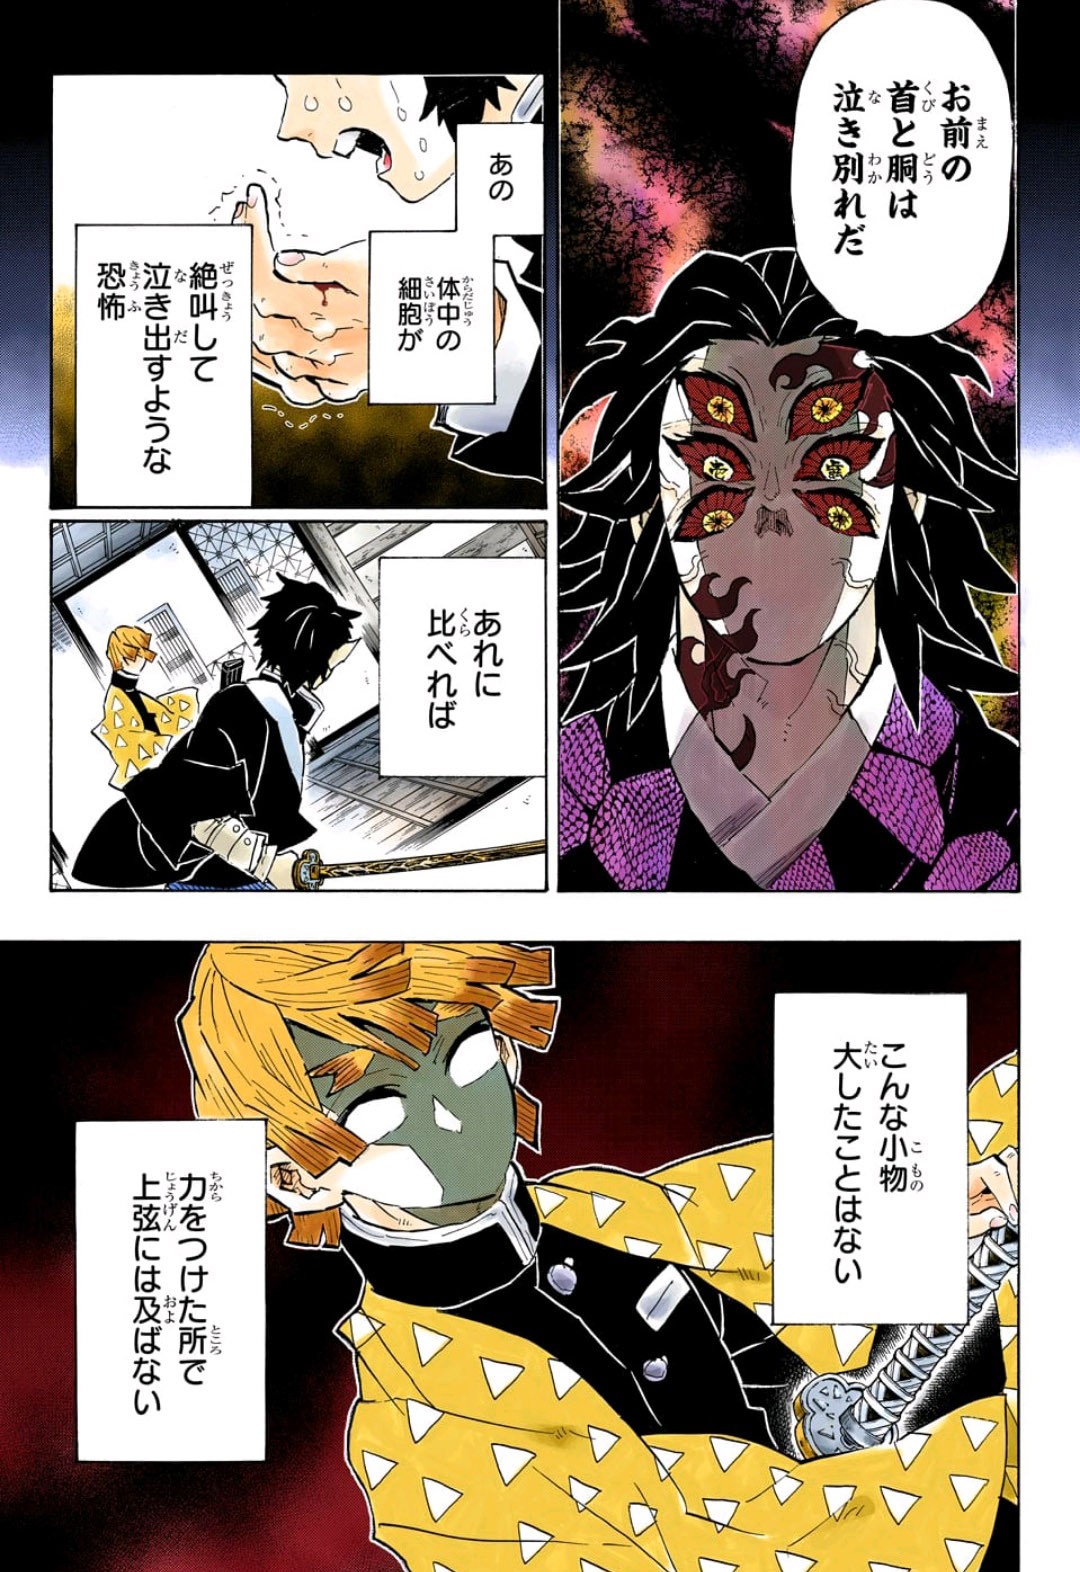 お前の
首と胴は
泣き別れだ
あの
体中の
細胞が
絶叫して
泣き出すような
恐怖
あれに
比べれば
こんな小物
大したことはない
力をつけた所で
上弦には及ばない